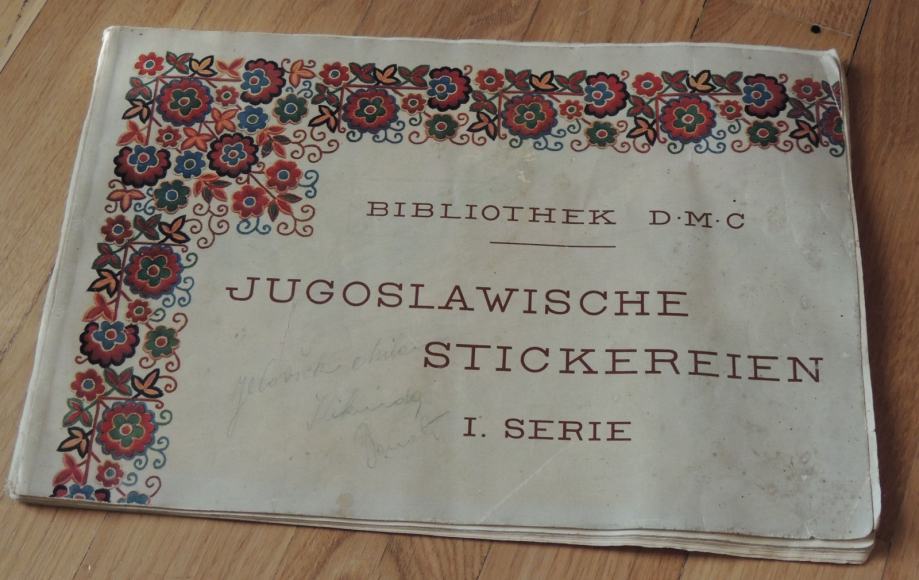 BIBLIOTHEK D·M·C
JUGOSLAWISCHE
STICKEREIEN
I. SERIE